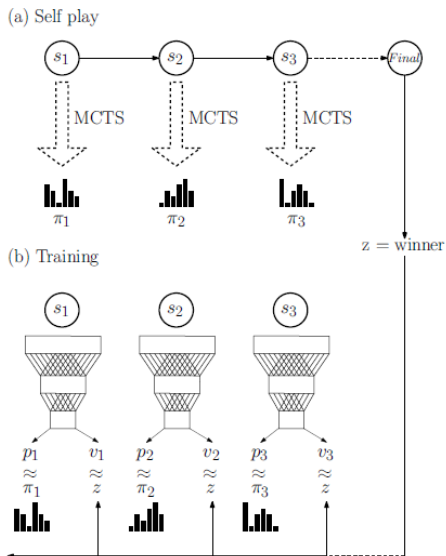 (a) Self play
s₁ s₂ s₃ Final
MCTS MCTS MCTS
π₁ π₂ π₃
z = winner
(b) Training
s₁ s₂ s₃
p₁ v₁ p₂ v₂ p₃ v₃
≈ ≈ ≈ ≈ ≈ ≈
π₁ z π₂ z π₃ z